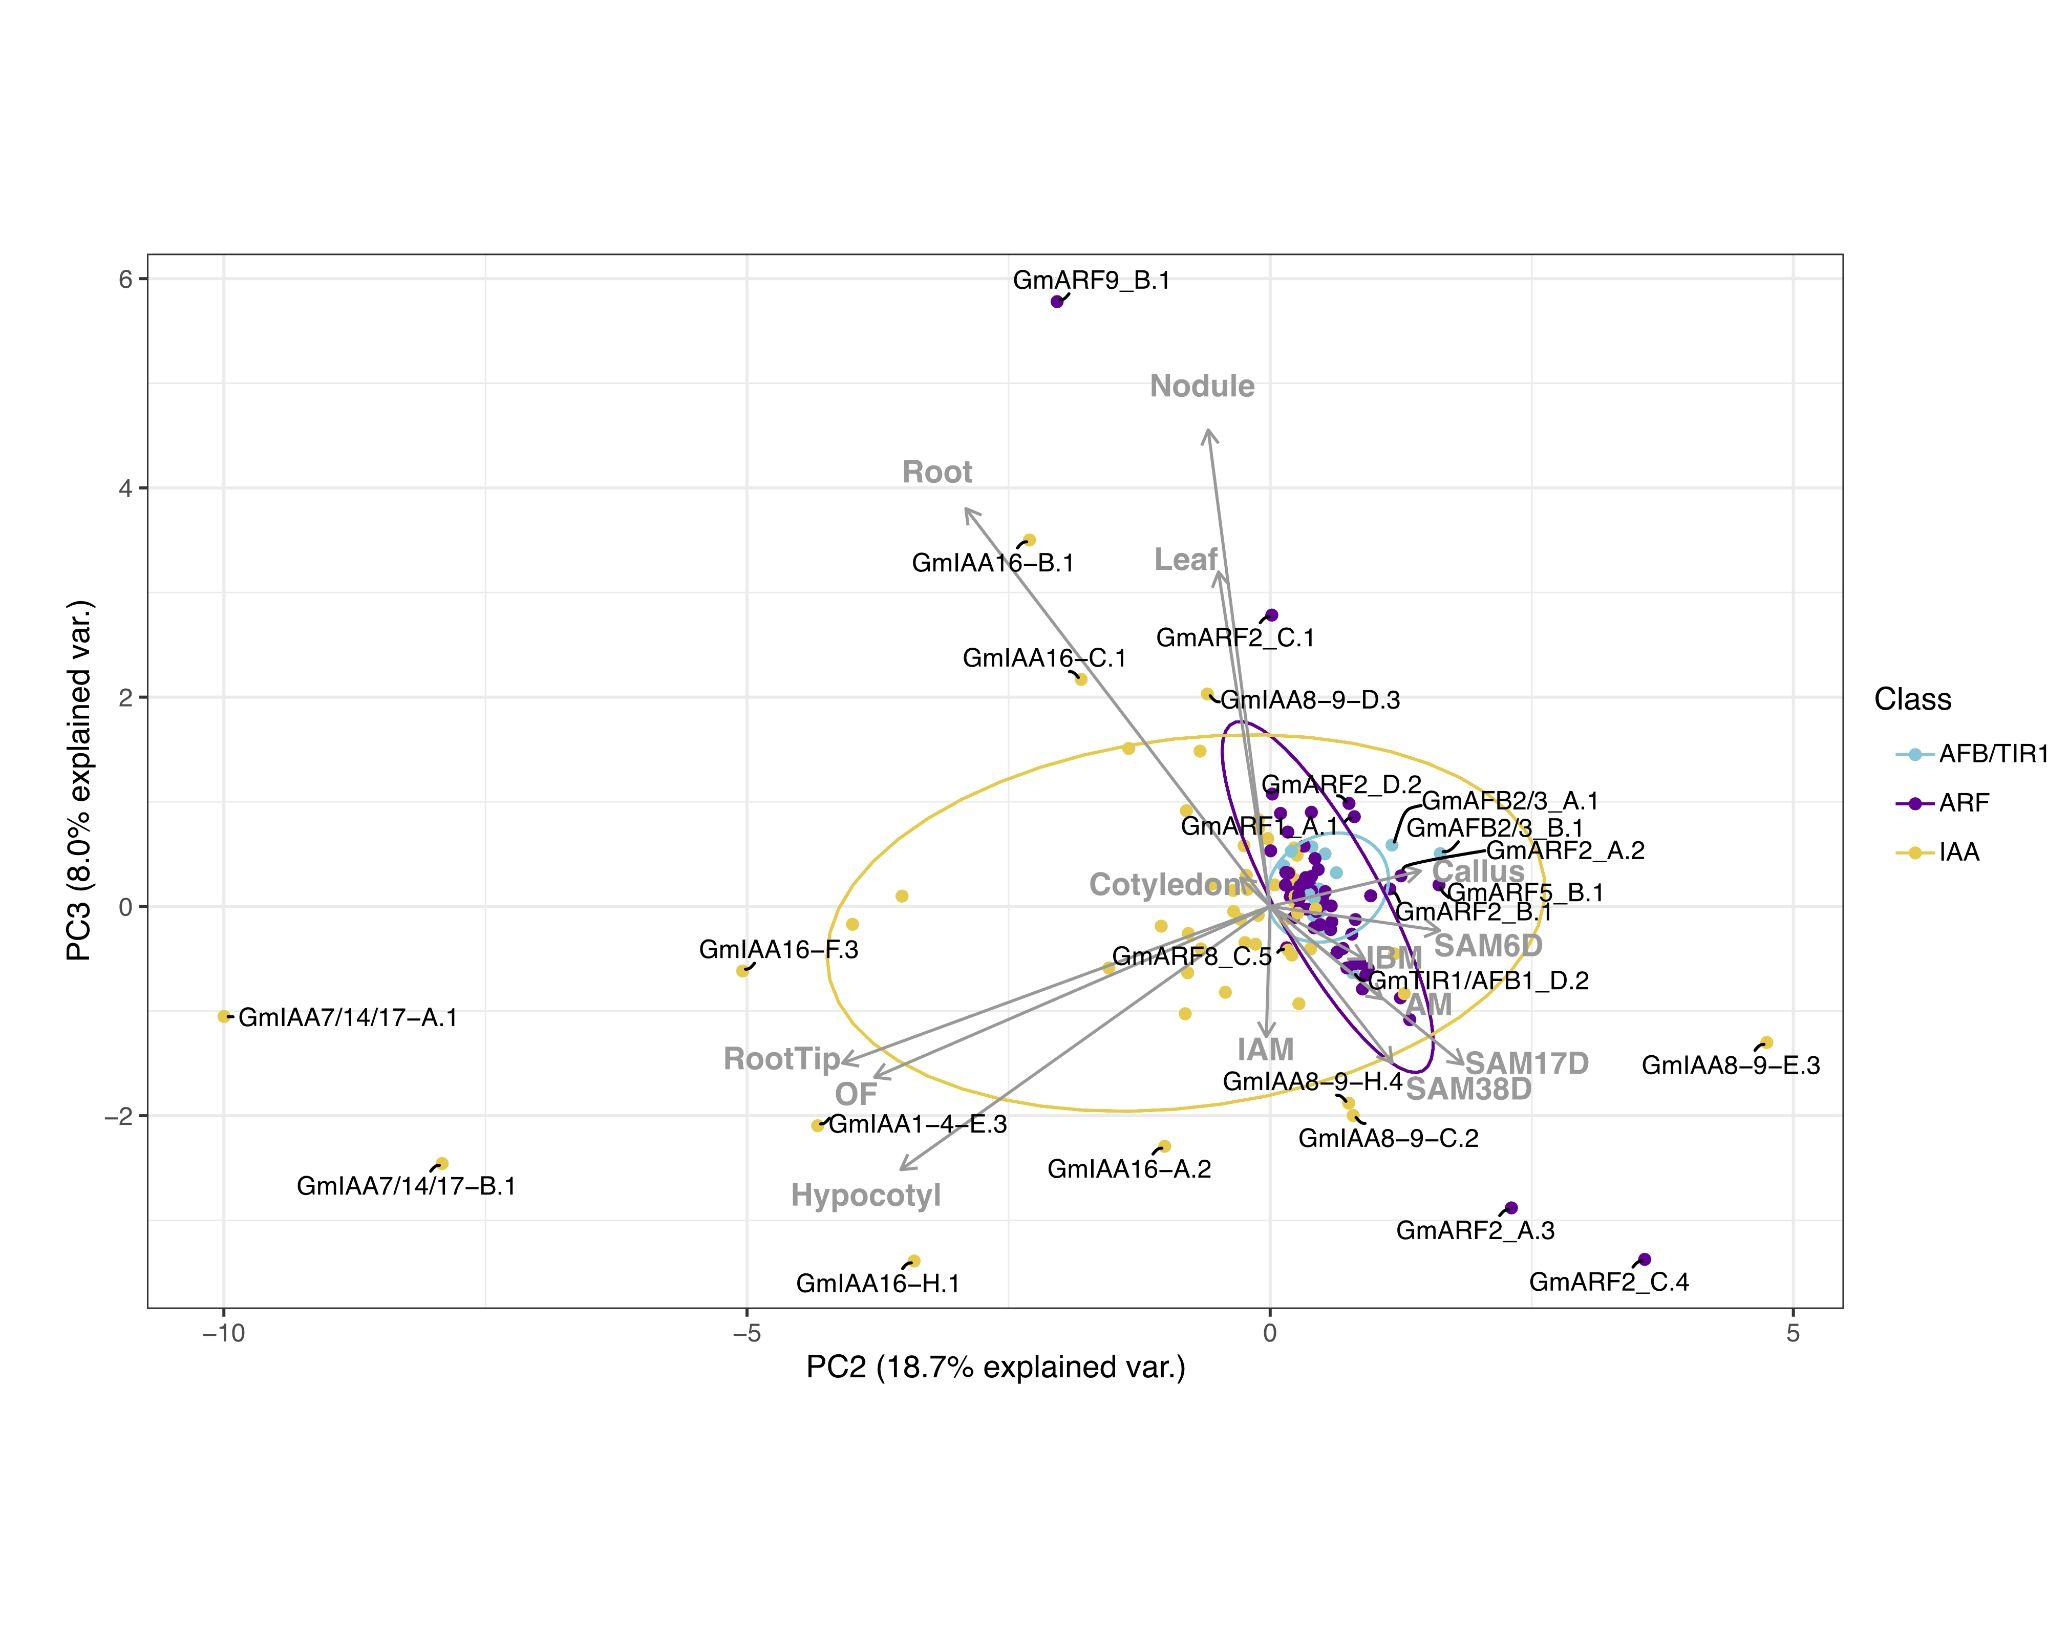 6
GmARF9_B.1
Nodule
Root
4
GmIAA16−B.1
Leaf
GmARF2_C.1
GmIAA16−C.1
2
GmIAA8−9−D.3
Class
AFB/TIR1
ARF
IAA
GmARF2_D.2
GmAFB2/3_A.1
GmARF1_A.1
GmAFB2/3_B.1
GmARF2_A.2
Callus
Cotyledon
GmARF5_B.1
0
GmARF2_B.1
GmIAA16−F.3
SAM6D
GmARF8_C.5
IBM
GmTIR1/AFB1_D.2
AM
GmIAA7/14/17−A.1
IAM
RootTip
SAM17D
GmIAA8−9−E.3
OF
GmIAA8−9−H.4
SAM38D
−2
GmIAA1−4−E.3
GmIAA8−9−C.2
GmIAA16−A.2
GmIAA7/14/17−B.1
Hypocotyl
GmARF2_A.3
GmIAA16−H.1
GmARF2_C.4
−10
−5
0
5
PC2 (18.7% explained var.)
PC3 (8.0% explained var.)